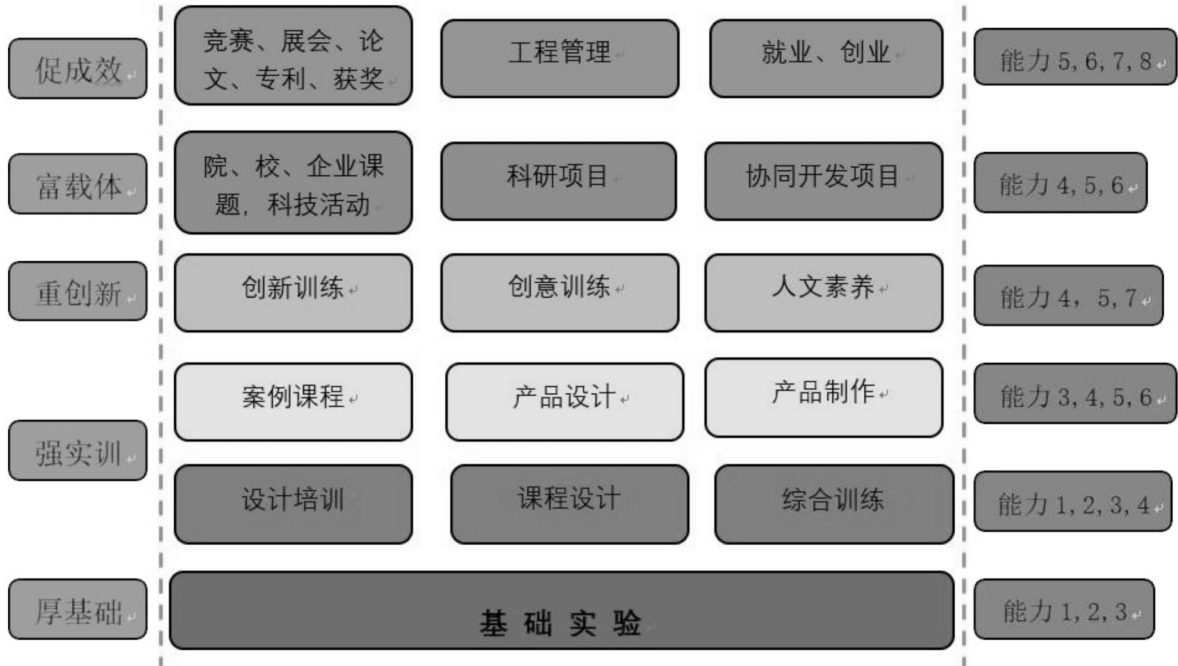 促成效
竞赛、展会、论
文、专利、获奖
工程管理
就业、创业
能力 5,6,7,8
富载体
院、校、企业课
题，科技活动
科研项目
协同开发项目
能力 4,5,6
重创新
创新训练
创意训练
人文素养
能力 4，5,7
强实训
案例课程
产品设计
产品制作
能力 3,4,5,6
设计培训
课程设计
综合训练
能力 1,2,3,4
厚基础
基 础 实 验
能力 1,2,3